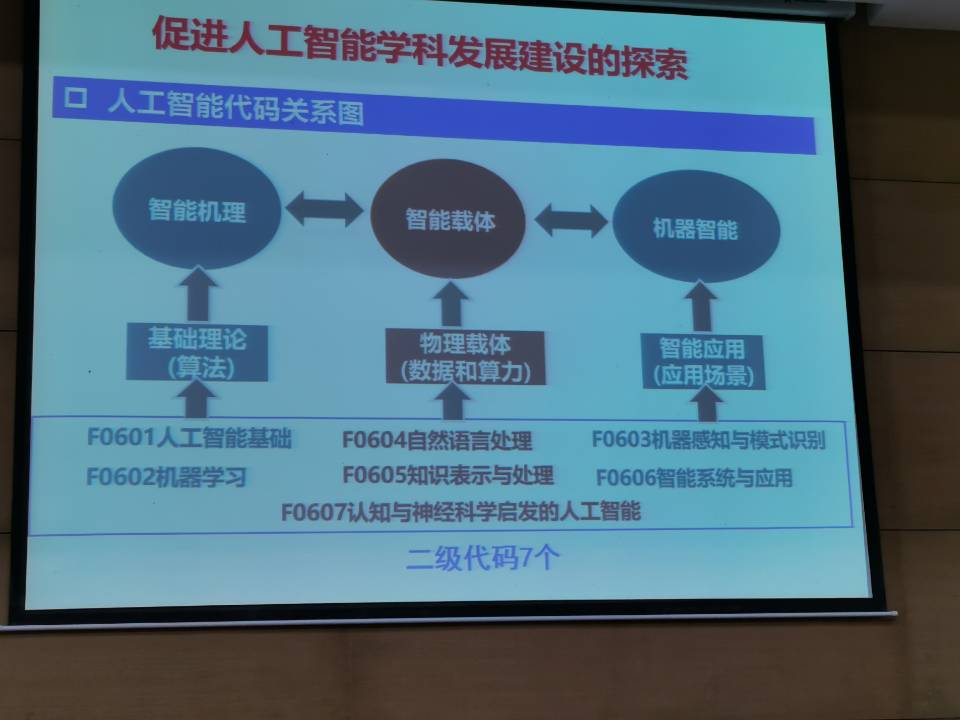 促进人工智能学科发展建设的探索
人工智能代码关系图
智能机理
智能载体
机器智能
基础理论
(算法)
物理载体
(数据和算力)
智能应用
(应用场景)
F0601人工智能基础
F0604自然语言处理
F0603机器感知与模式识别
F0602机器学习
F0605知识表示与处理
F0606智能系统与应用
F0607认知与神经科学启发的人工智能
二级代码7个